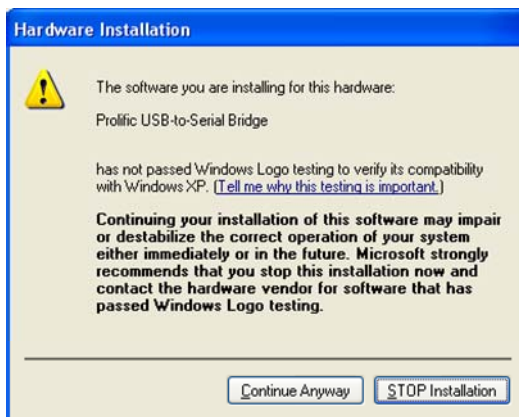 Hardware Installation
The software you are installing for this hardware:
Prolific USB-to-Serial Bridge
has not passed Windows Logo testing to verify its compatibility
with Windows XP. (Tell me why this testing is important.)
Continuing your installation of this software may impair
or destabilize the correct operation of your system
either immediately or in the future. Microsoft strongly
recommends that you stop this installation now and
contact the hardware vendor for software that has
passed Windows Logo testing.
Continue Anyway
STOP Installation